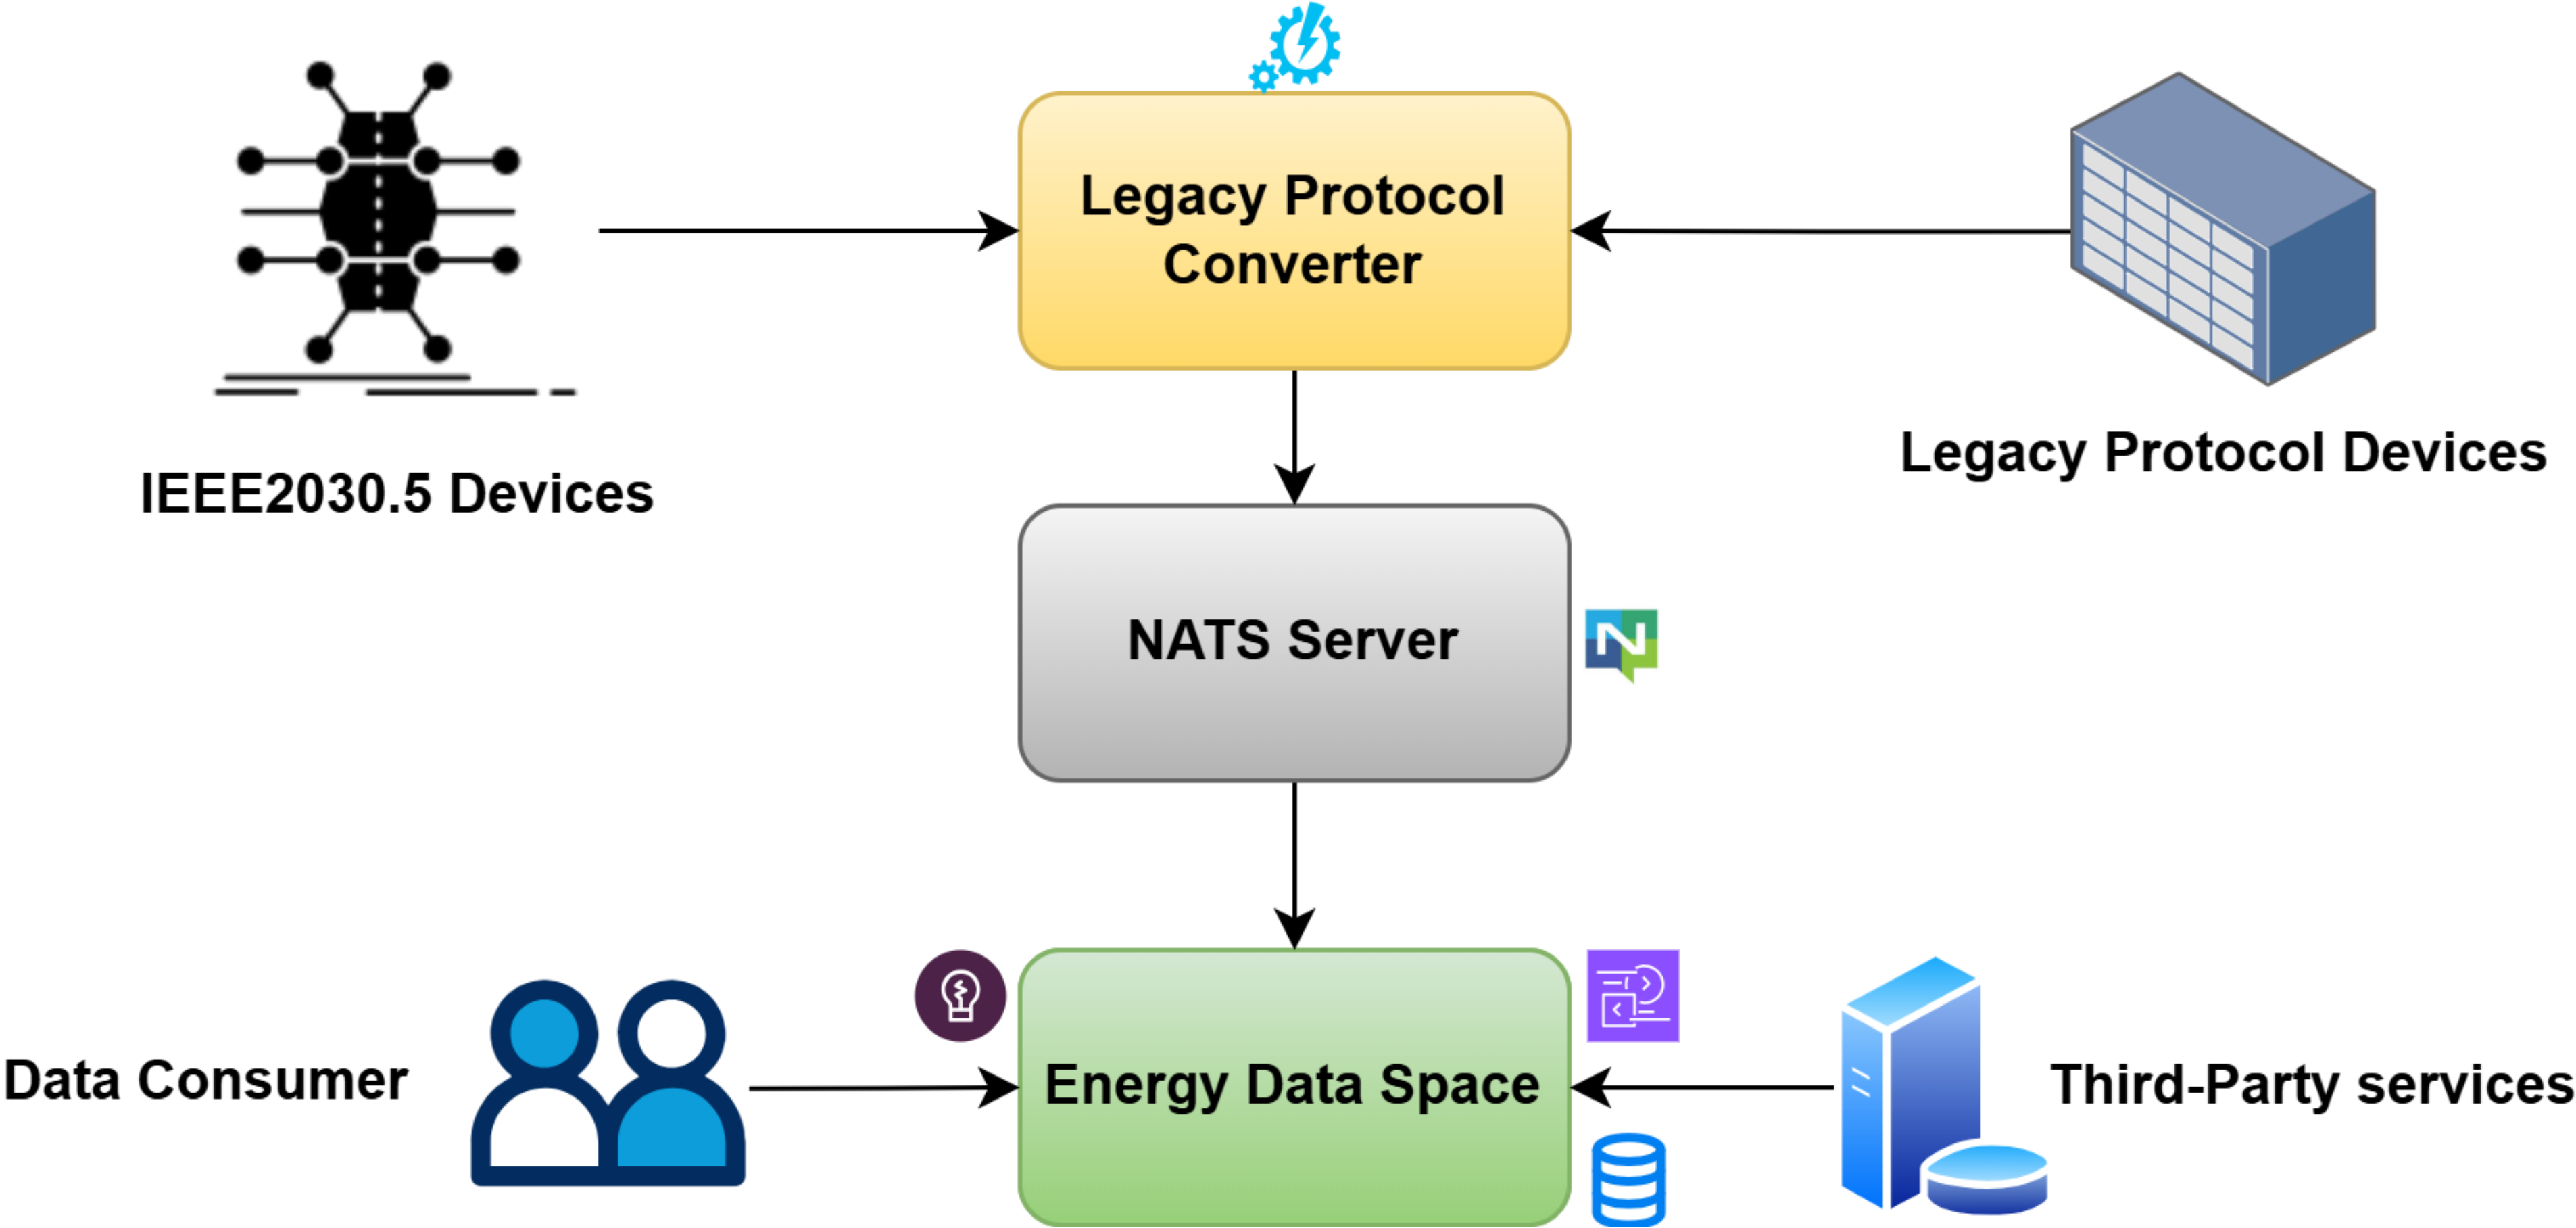 Legacy Protocol
Converter
IEEE2030.5 Devices
Legacy Protocol Devices
NATS Server
N
Data Consumer
Energy Data Space
Third-Party services